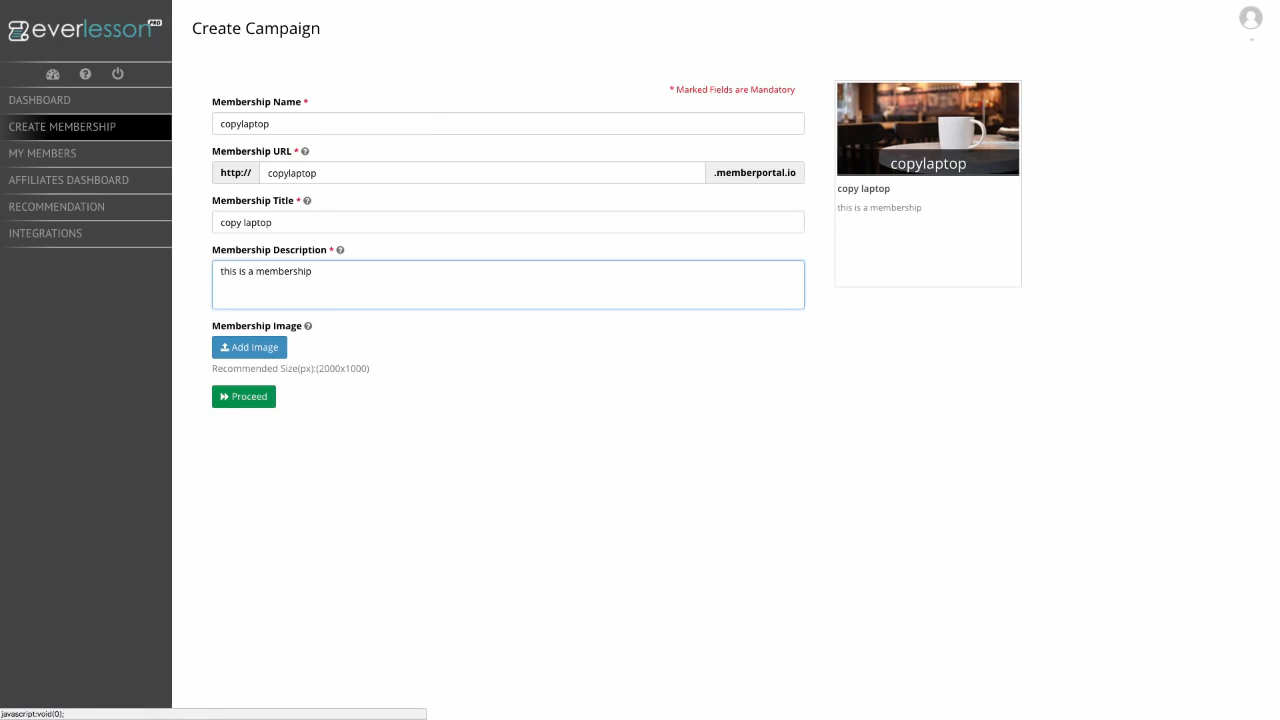 everlesson PRO
Create Campaign
DASHBOARD
CREATE MEMBERSHIP
MY MEMBERS
AFFILIATES DASHBOARD
RECOMMENDATION
INTEGRATIONS
* Marked Fields are Mandatory
Membership Name *
copylaptop
Membership URL *
http:// copylaptop .memberportal.io
Membership Title *
copy laptop
Membership Description *
this is a membership
Membership Image
Add Image
Recommended Size(px):(2000x1000)
Proceed
copylaptop
copy laptop
this is a membership
javascript:void(0);